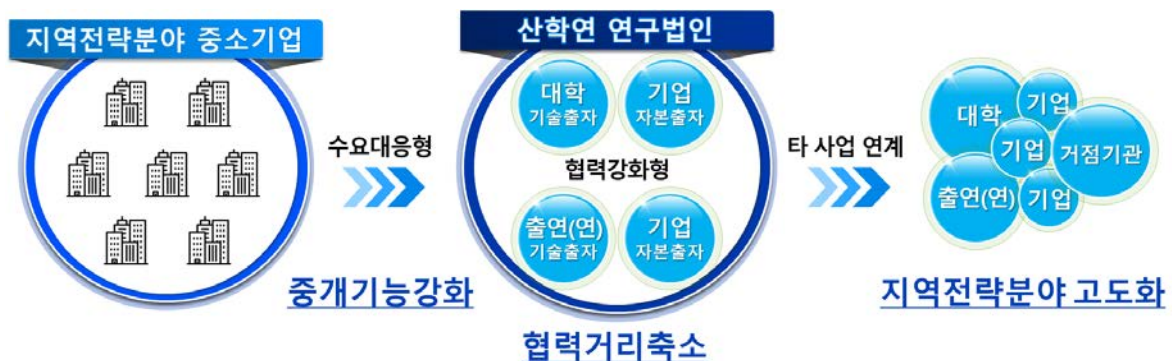 지역전략분야 중소기업
수요대응형
중개기능강화
산학연 연구법인
대학
기술출자
기업
자본출자
협력강화형
출연(연)
기술출자
기업
자본출자
협력거리축소
타 사업 연계
대학
기업
기업
거점기관
출연(연)
기업
지역전략분야 고도화